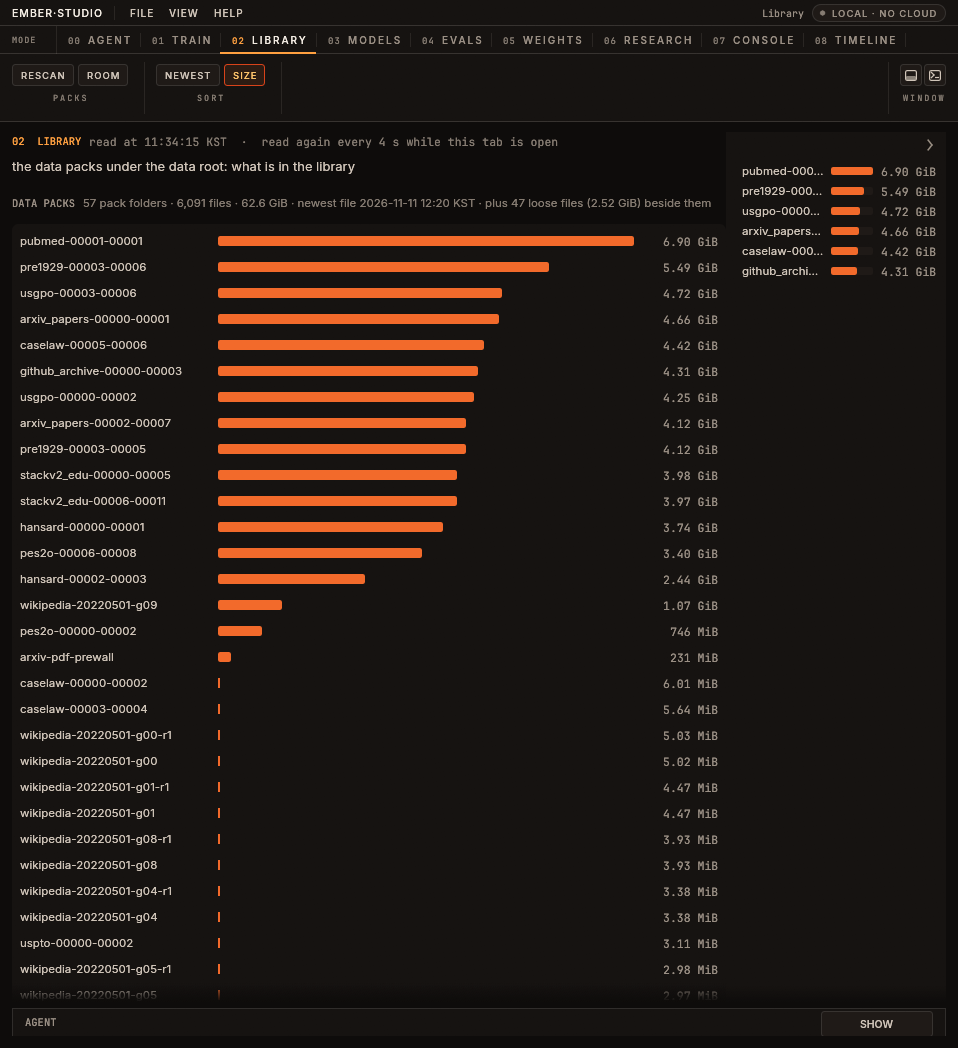 EMBER·STUDIO FILE VIEW HELP Library LOCAL · NO CLOUD
MODE 00 AGENT 01 TRAIN 02 LIBRARY 03 MODELS 04 EVALS 05 WEIGHTS 06 RESEARCH 07 CONSOLE 08 TIMELINE
RESCAN ROOM NEWEST SIZE
PACKS SORT WINDOW
02 LIBRARY read at 11:34:15 KST · read again every 4 s while this tab is open
the data packs under the data root: what is in the library
DATA PACKS 57 pack folders · 6,091 files · 62.6 GiB · newest file 2026-11-11 12:20 KST · plus 47 loose files (2.52 GiB) beside them
pubmed-00001-00001 6.90 GiB
pre1929-00003-00006 5.49 GiB
usgpo-00003-00006 4.72 GiB
arxiv_papers-00000-00001 4.66 GiB
caselaw-00005-00006 4.42 GiB
github_archive-00000-00003 4.31 GiB
usgpo-00000-00002 4.25 GiB
arxiv_papers-00002-00007 4.12 GiB
pre1929-00003-00005 4.12 GiB
stackv2_edu-00000-00005 3.98 GiB
stackv2_edu-00006-00011 3.97 GiB
hansard-00000-00001 3.74 GiB
pes2o-00006-00008 3.40 GiB
hansard-00002-00003 2.44 GiB
wikipedia-20220501-g09 1.07 GiB
pes2o-00000-00002 746 MiB
arxiv-pdf-prewall 231 MiB
caselaw-00000-00002 6.01 MiB
caselaw-00003-00004 5.64 MiB
wikipedia-20220501-g00-r1 5.03 MiB
wikipedia-20220501-g00 5.02 MiB
wikipedia-20220501-g01-r1 4.47 MiB
wikipedia-20220501-g01 4.47 MiB
wikipedia-20220501-g08-r1 3.93 MiB
wikipedia-20220501-g08 3.93 MiB
wikipedia-20220501-g04-r1 3.38 MiB
wikipedia-20220501-g04 3.38 MiB
uspto-00000-00002 3.11 MiB
wikipedia-20220501-g05-r1 2.98 MiB
wikipedia-20220501-g05 2.97 MiB
pubmed-000... 6.90 GiB
pre1929-000... 5.49 GiB
usgpo-0000... 4.72 GiB
arxiv_papers... 4.66 GiB
caselaw-000... 4.42 GiB
github_archi... 4.31 GiB
AGENT SHOW